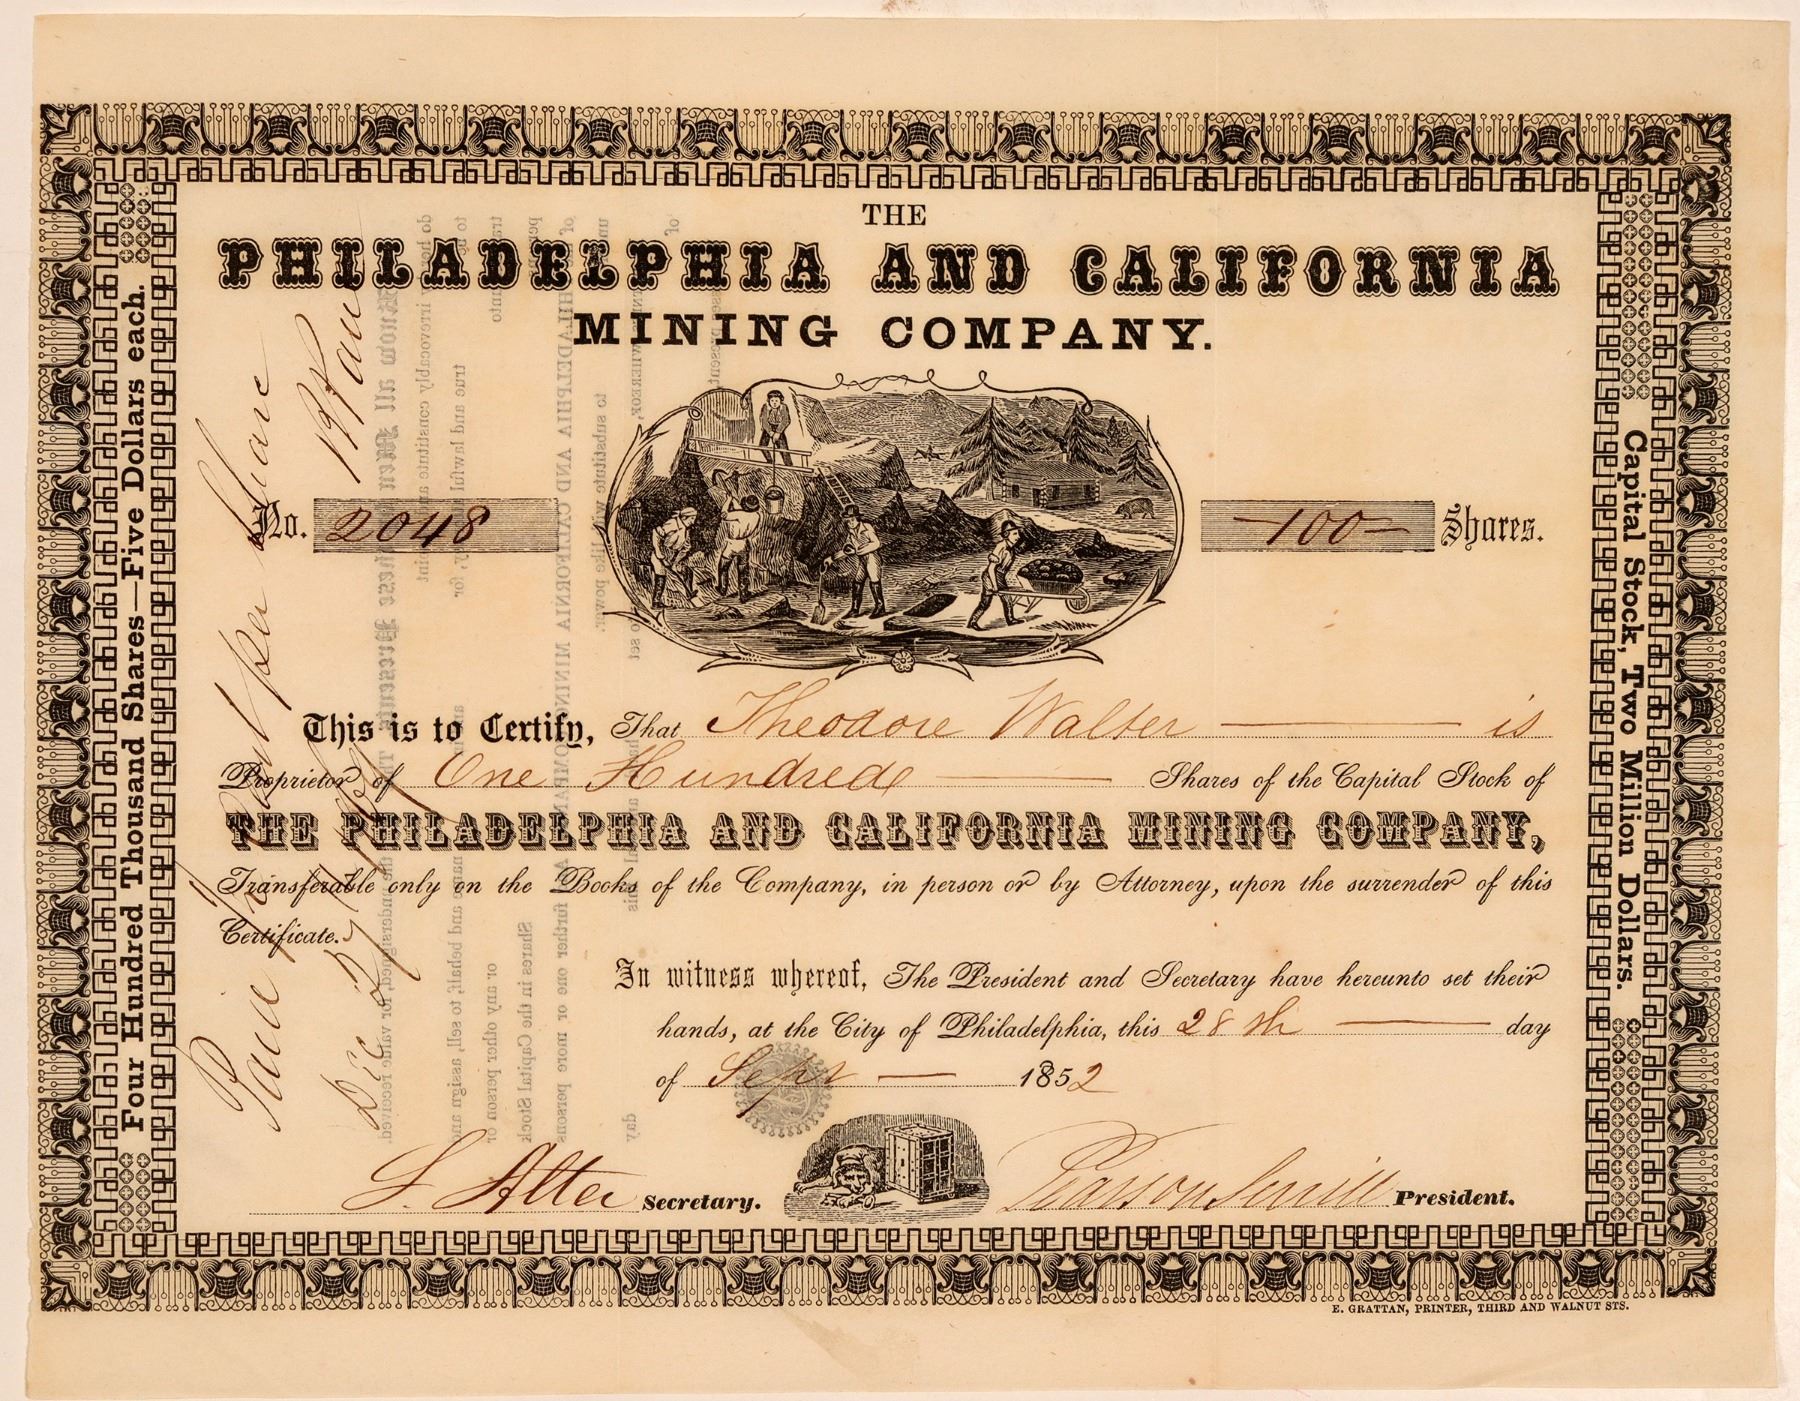 THE
PHILADELPHIA AND CALIFORNIA
MINING COMPANY.
No. 2048
100 Shares.
This is to Certify, That Theodore Walter is
Proprietor of One Hundred Shares of the Capital Stock of
THE PHILADELPHIA AND CALIFORNIA MINING COMPANY,
Transferable only on the Books of the Company, in person or by Attorney, upon the surrender of this
Certificate.
In witness whereof, The President and Secretary have hereunto set their
hands, at the City of Philadelphia, this 28th day
of Sept 1852
S. Alter Secretary.
President.
E. GRATTAN, PRINTER, THIRD AND WALNUT STS.
Four Hundred Thousand Shares—Five Dollars each.
Capital Stock, Two Million Dollars.
per Share